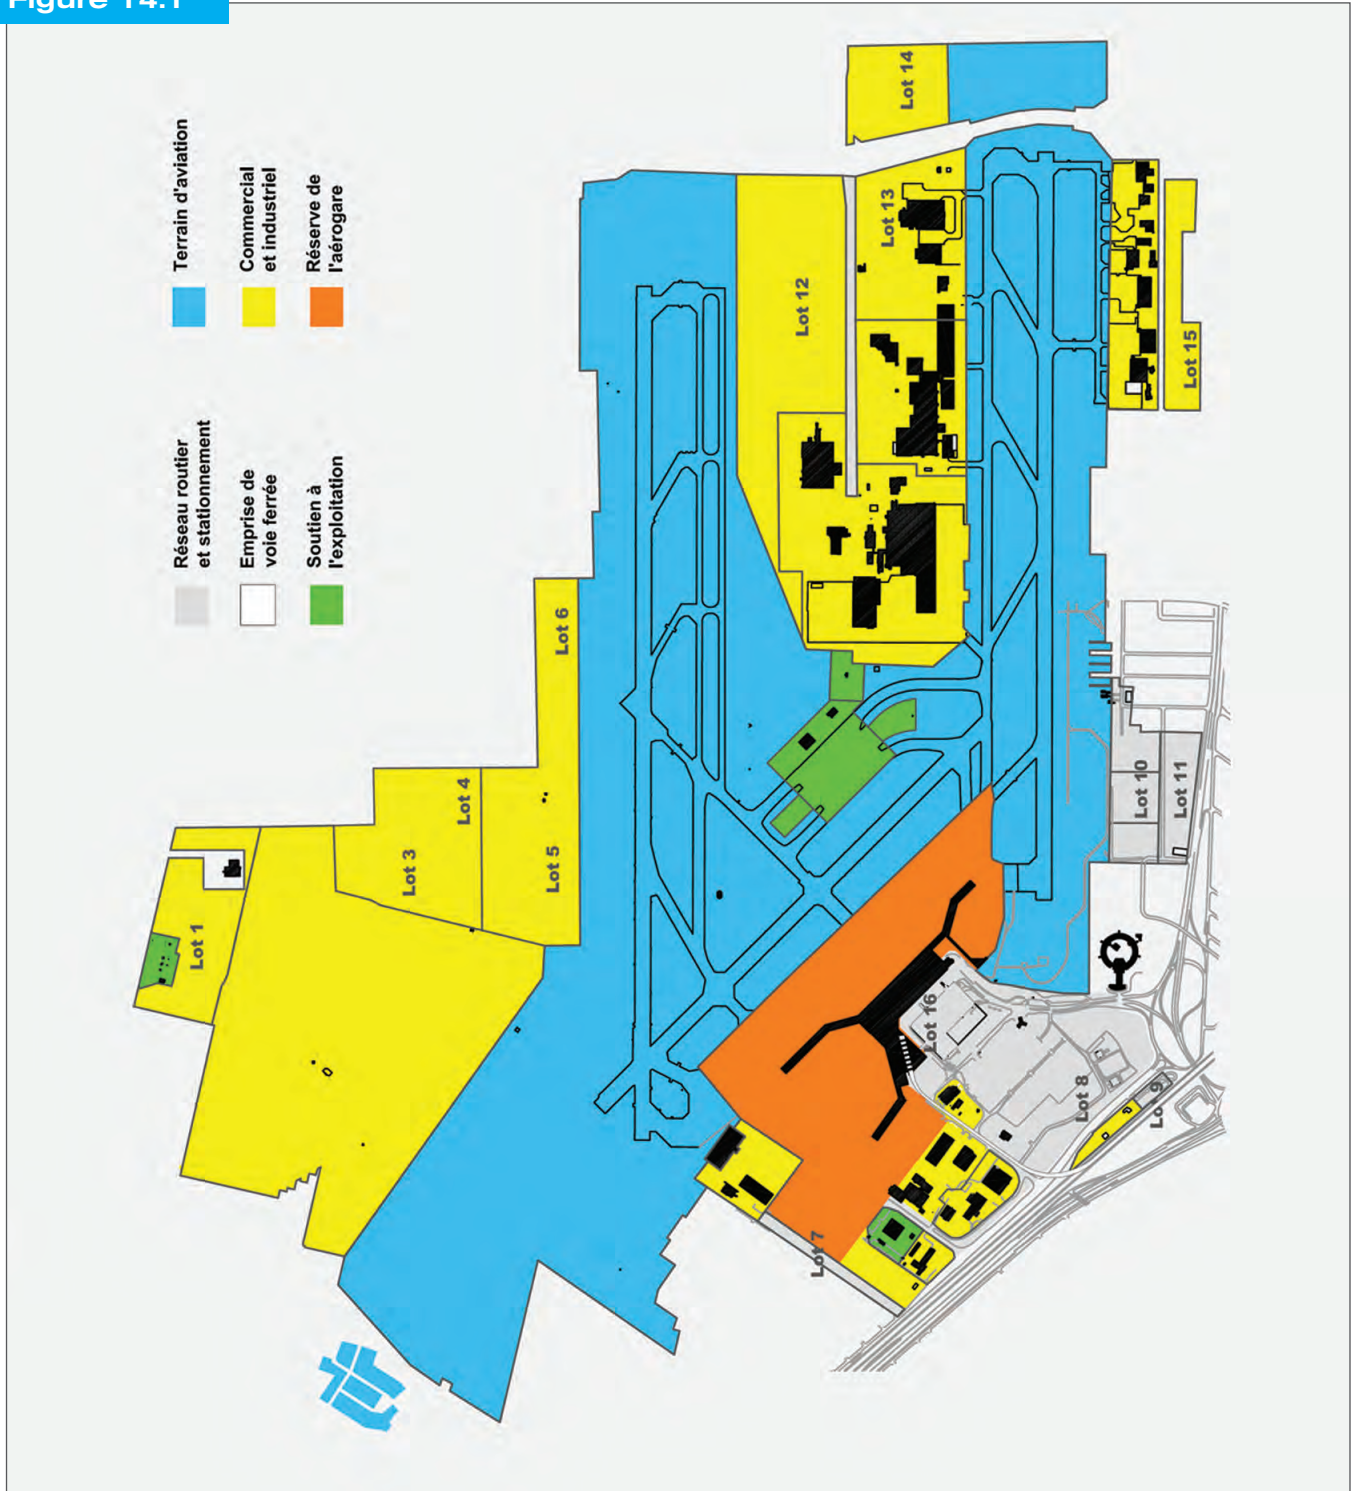 Figure 14.1
Terrain d'aviation
Commercial
et industriel
Réserve de
l'aérogare
Réseau routier
et stationnement
Emprise de
voie ferrée
Soutien à
l'exploitation
Lot 14
Lot 13
Lot 12
Lot 15
Lot 6
Lot 4
Lot 3
Lot 5
Lot 1
Lot 10
Lot 11
Lot 16
Lot 8
Lot 9
Lot 7